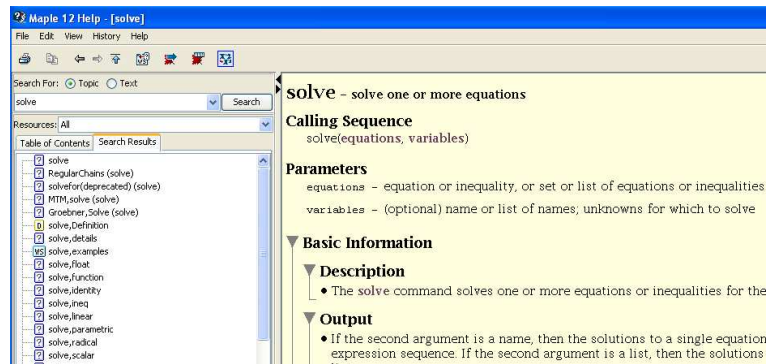 Maple 12 Help - [solve]
File Edit View History Help
Search For: Topic Text
solve Search
Resources: All
Table of Contents Search Results
solve
RegularChains (solve)
solvefor(deprecated) (solve)
MTM,solve (solve)
Groebner,Solve (solve)
solve,Definition
solve,details
solve,examples
solve,float
solve,function
solve,identity
solve,ineq
solve,linear
solve,parametric
solve,radical
solve,scalar
solve - solve one or more equations
Calling Sequence
solve(equations, variables)
Parameters
equations - equation or inequality, or set or list of equations or inequalities
variables - (optional) name or list of names; unknowns for which to solve
Basic Information
Description
• The solve command solves one or more equations or inequalities for the
Output
• If the second argument is a name, then the solutions to a single equation
expression sequence. If the second argument is a list, then the solutions